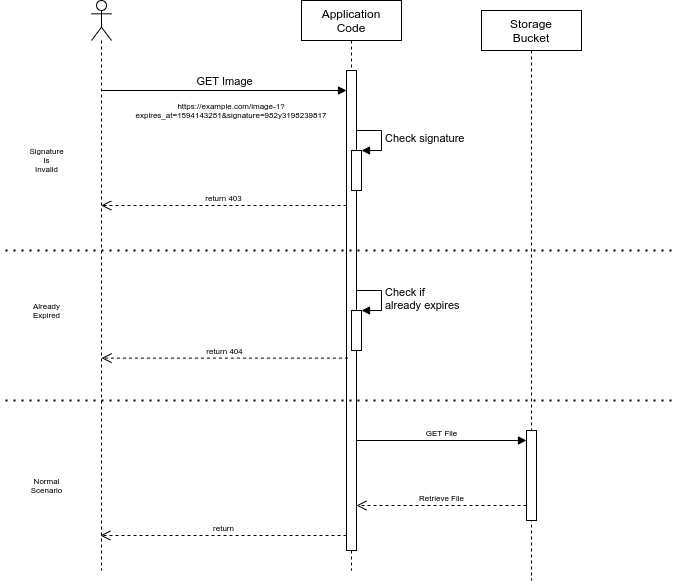 Application
Code
Storage
Bucket
GET Image
https://example.com/image-1?
expires_at=1594143281&signature=982y3198239817
Check signature
Signature
Is
Invalid
return 403
Check if
already expires
Already
Expired
return 404
GET File
Normal
Scenario
Retrieve File
return